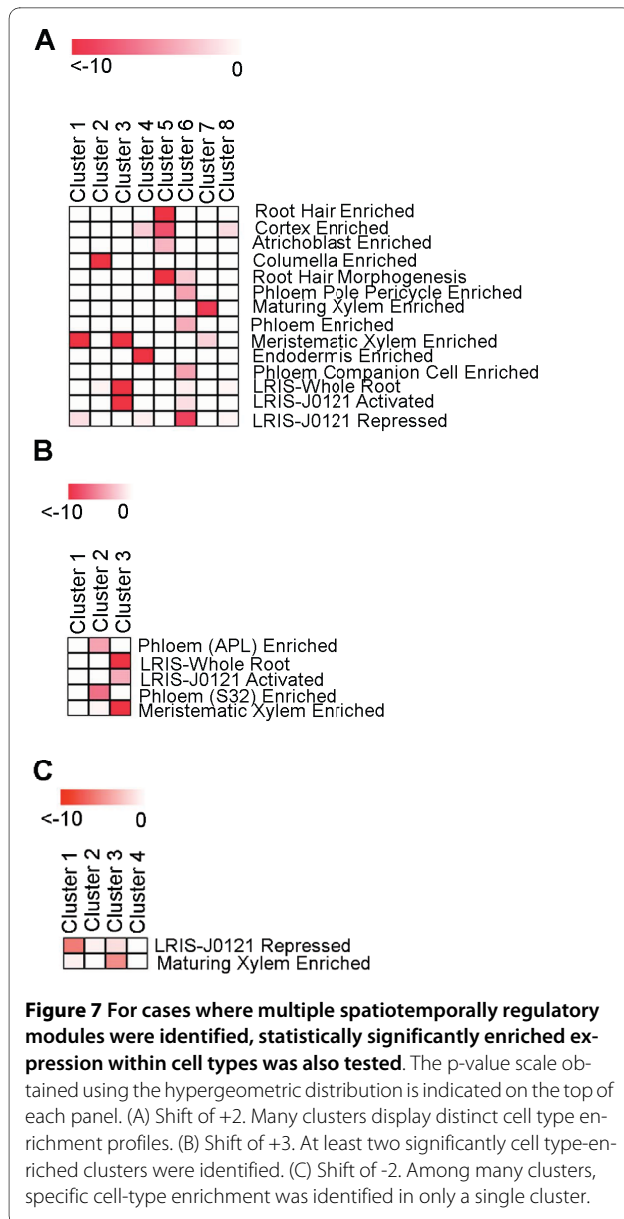 A
<-10 0
Cluster 1 Cluster 2 Cluster 3 Cluster 4 Cluster 5 Cluster 6 Cluster 7 Cluster 8
Root Hair Enriched
Cortex Enriched
Atrichoblast Enriched
Columella Enriched
Root Hair Morphogenesis
Phloem Pole Pericycle Enriched
Maturing Xylem Enriched
Phloem Enriched
Meristematic Xylem Enriched
Endodermis Enriched
Phloem Companion Cell Enriched
LRIS-Whole Root
LRIS-J0121 Activated
LRIS-J0121 Repressed
B
<-10 0
Cluster 1 Cluster 2 Cluster 3
Phloem (APL) Enriched
LRIS-Whole Root
LRIS-J0121 Activated
Phloem (S32) Enriched
Meristematic Xylem Enriched
C
<-10 0
Cluster 1 Cluster 2 Cluster 3 Cluster 4
LRIS-J0121 Repressed
Maturing Xylem Enriched
Figure 7 For cases where multiple spatiotemporally regulatory
modules were identified, statistically significantly enriched ex-
pression within cell types was also tested. The p-value scale ob-
tained using the hypergeometric distribution is indicated on the top of
each panel. (A) Shift of +2. Many clusters display distinct cell type en-
richment profiles. (B) Shift of +3. At least two significantly cell type-en-
riched clusters were identified. (C) Shift of -2. Among many clusters,
specific cell-type enrichment was identified in only a single cluster.